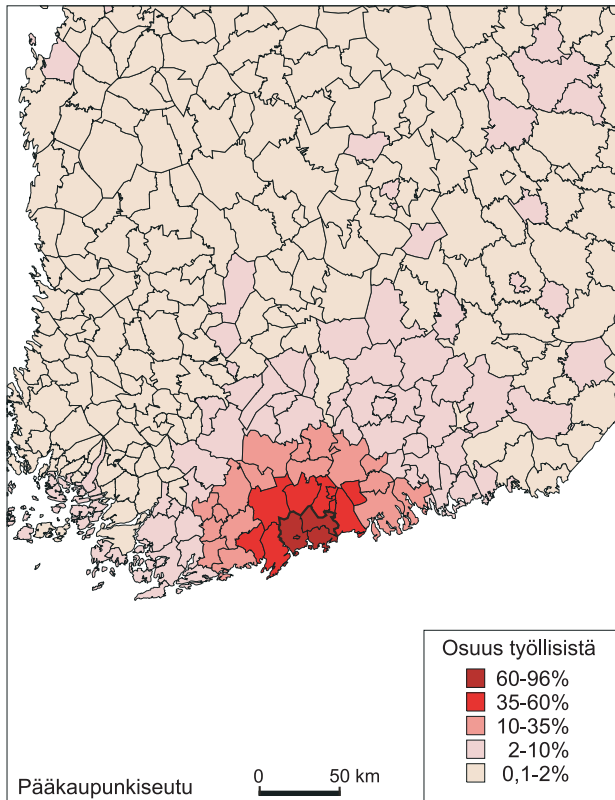 Osuus työllisistä
60-96%
35-60%
10-35%
2-10%
0,1-2%
Pääkaupunkiseutu
0 50 km